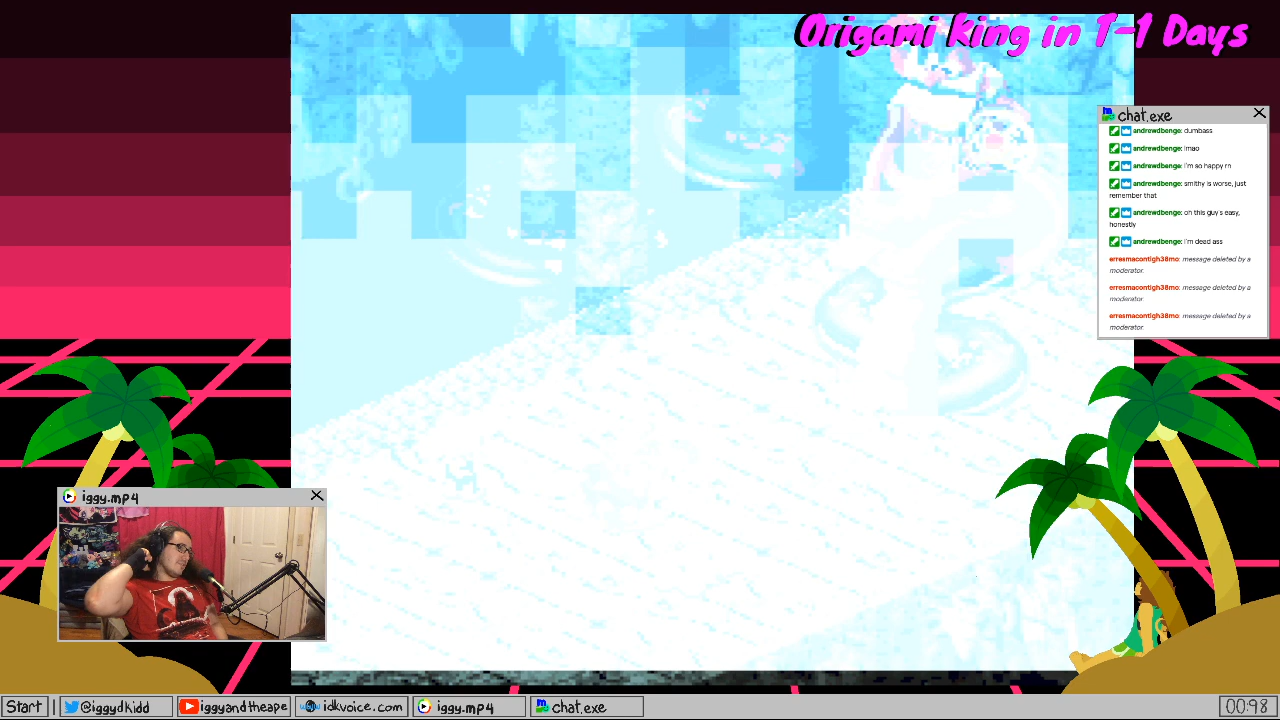 Origami King in T-1 Days
chat.exe
andrewdbenge: dumbass
andrewdbenge: lmao
andrewdbenge: i'm so happy rn
andrewdbenge: smithy is worse, just
remember that
andrewdbenge: oh this guy's easy,
honestly
andrewdbenge: i'm dead ass
erresmacontigh38mo: message deleted by a
moderator.
erresmacontigh38mo: message deleted by a
moderator.
erresmacontigh38mo: message deleted by a
moderator.
iggy.mp4
Start | @iggydkidd iggyandtheape www idkvoice.com iggy.mp4 chat.exe 00:98